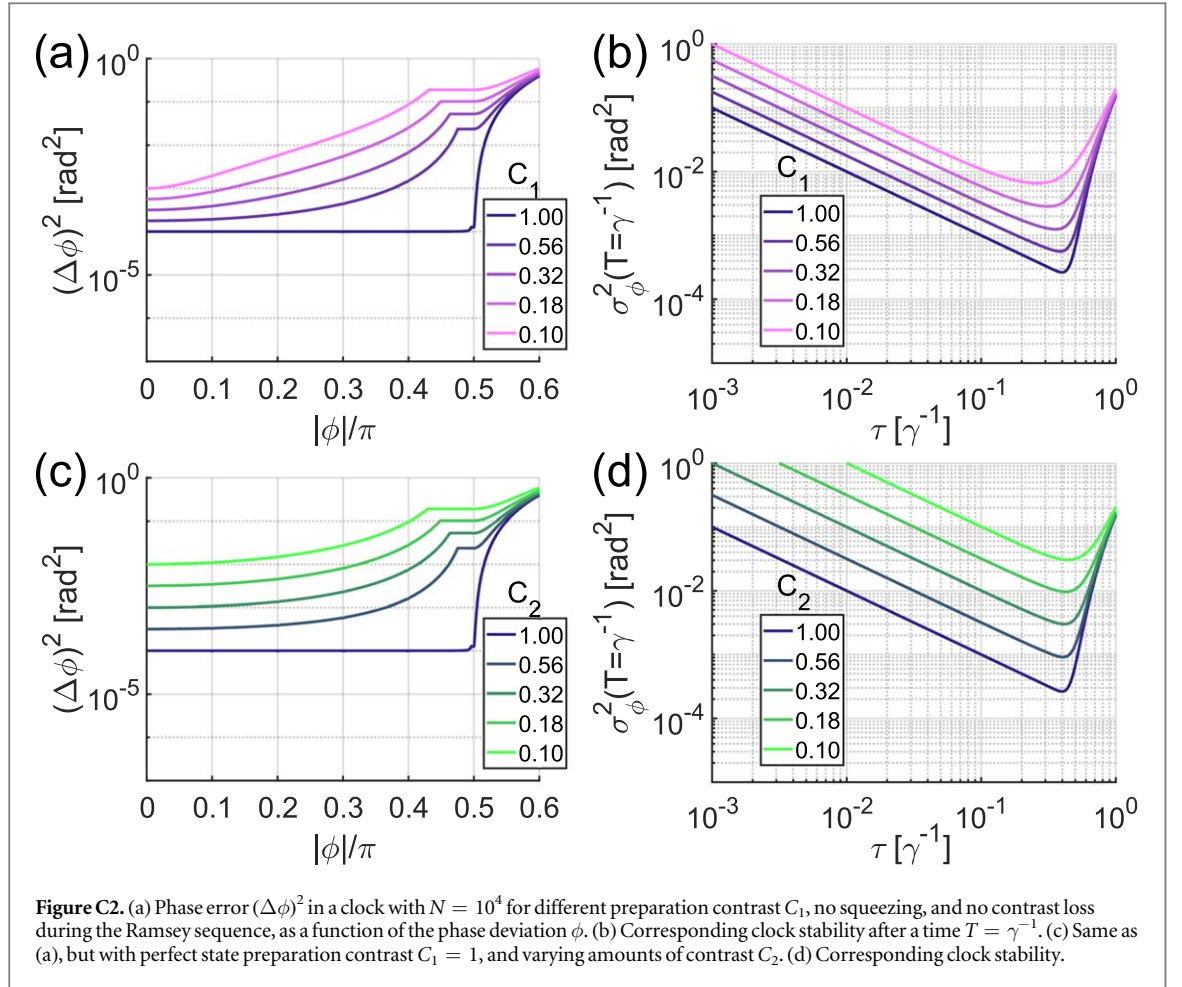 (a)
10^0
10^-5
(Δϕ)^2 [rad^2]
C_1
1.00
0.56
0.32
0.18
0.10
0 0.1 0.2 0.3 0.4 0.5 0.6
|ϕ|/π
(b)
10^0
10^-2
10^-4
σ_ϕ^2(T=γ^-1) [rad^2]
C_1
1.00
0.56
0.32
0.18
0.10
10^-3 10^-2 10^-1 10^0
τ [γ^-1]
(c)
10^0
10^-5
(Δϕ)^2 [rad^2]
C_2
1.00
0.56
0.32
0.18
0.10
0 0.1 0.2 0.3 0.4 0.5 0.6
|ϕ|/π
(d)
10^0
10^-2
10^-4
σ_ϕ^2(T=γ^-1) [rad^2]
C_2
1.00
0.56
0.32
0.18
0.10
10^-3 10^-2 10^-1 10^0
τ [γ^-1]
Figure C2. (a) Phase error (Δϕ)^2 in a clock with N = 10^4 for different preparation contrast C_1, no squeezing, and no contrast loss
during the Ramsey sequence, as a function of the phase deviation ϕ. (b) Corresponding clock stability after a time T = γ^-1. (c) Same as
(a), but with perfect state preparation contrast C_1 = 1, and varying amounts of contrast C_2. (d) Corresponding clock stability.